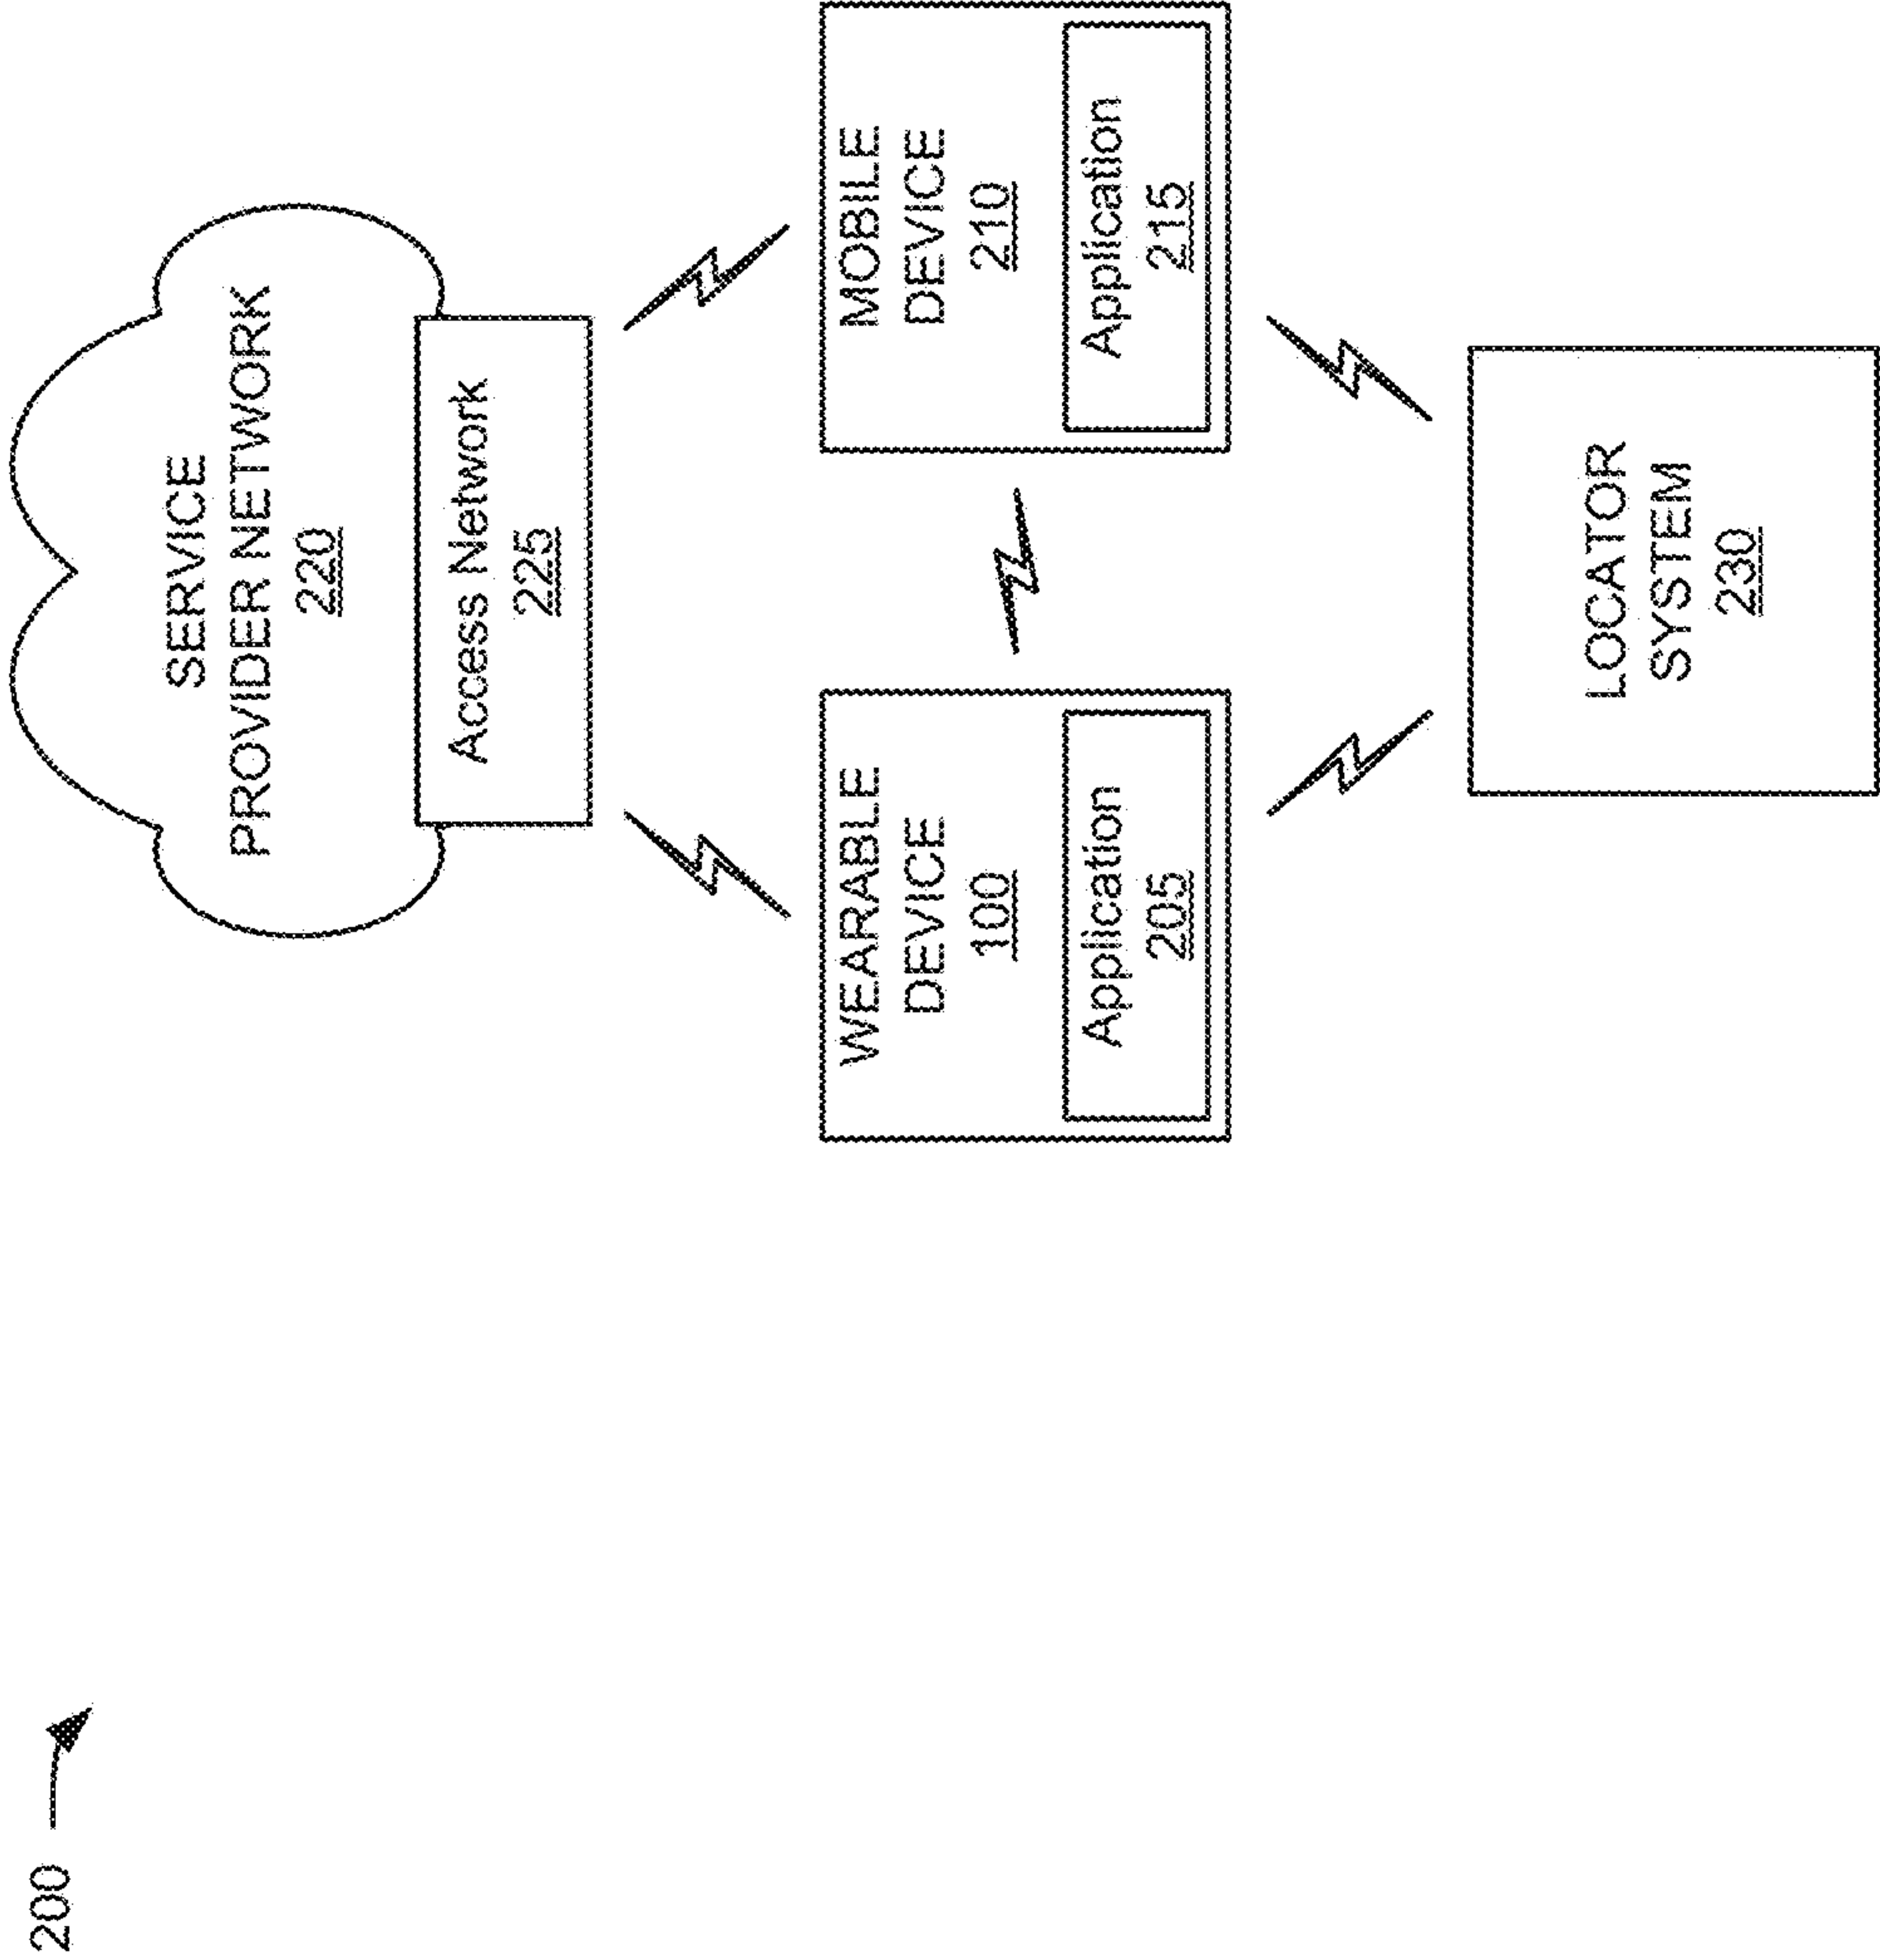 200
SERVICE
PROVIDER NETWORK
220
Access Network
225
WEARABLE
DEVICE
100
Application
205
MOBILE
DEVICE
210
Application
215
LOCATOR
SYSTEM
230